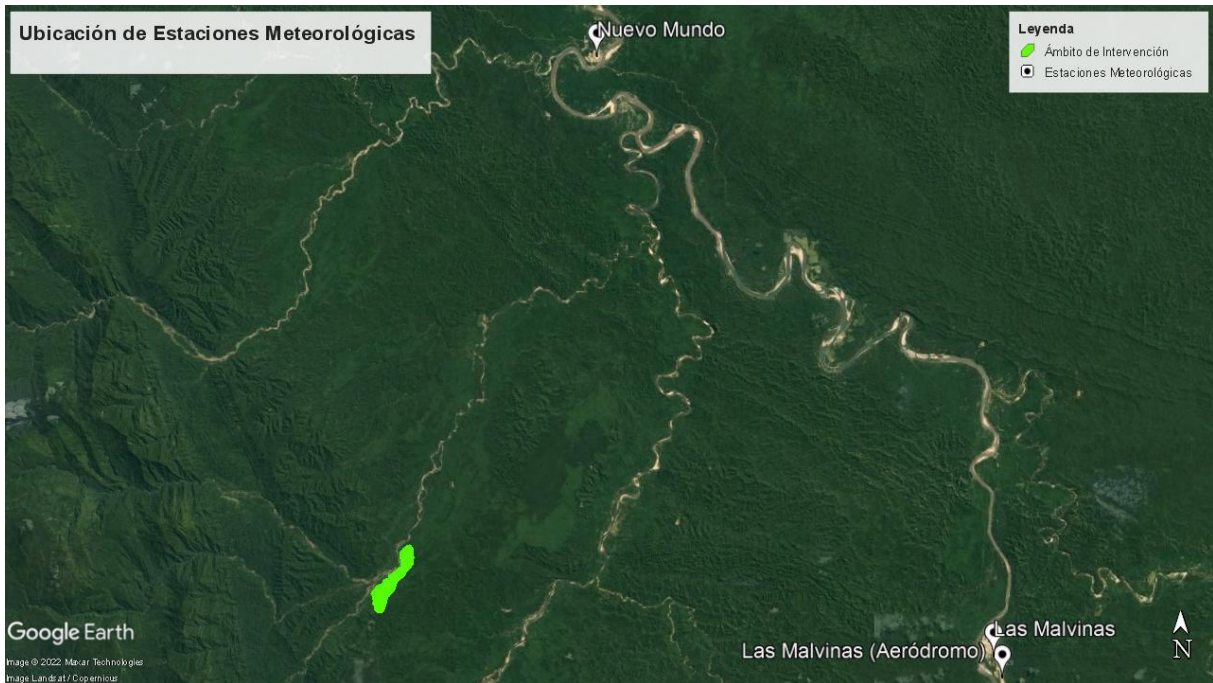 Ubicación de Estaciones Meteorológicas
Nuevo Mundo
Leyenda
Ámbito de Intervención
Estaciones Meteorológicas
Las Malvinas
Las Malvinas (Aeródromo)
N
Google Earth
Image © 2022 Maxar Technologies
Image Landsat / Copernicus